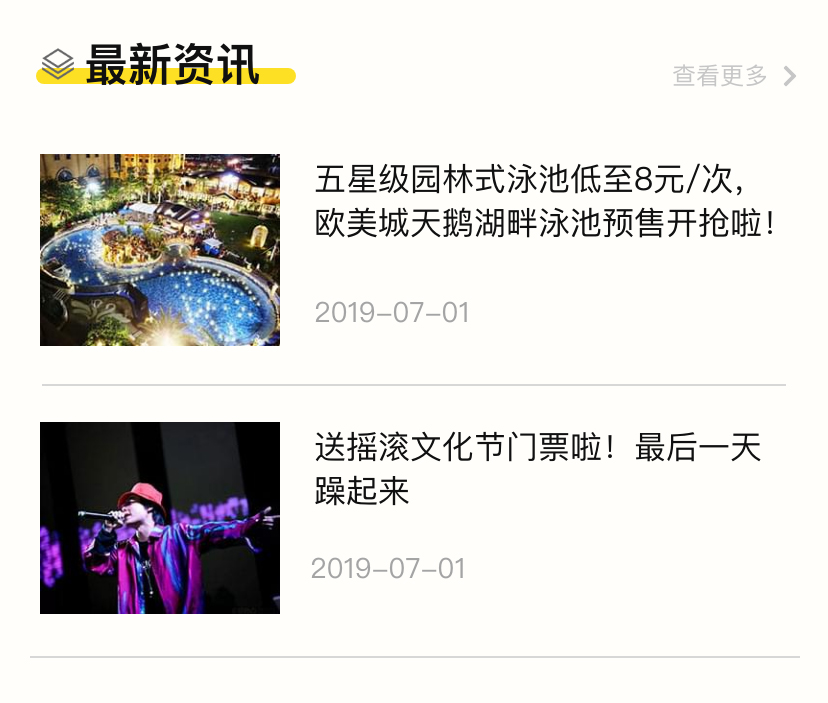 最新资讯
查看更多
五星级园林式泳池低至8元/次，
欧美城天鹅湖畔泳池预售开抢啦！
2019-07-01
送摇滚文化节门票啦！最后一天
躁起来
2019-07-01